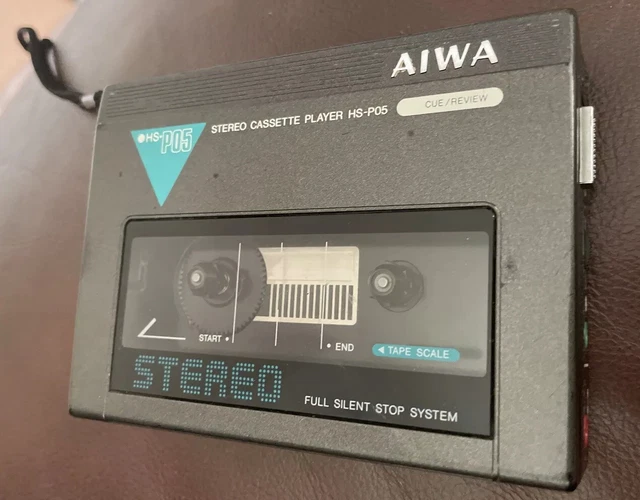 AIWA
HS-P05
STEREO CASSETTE PLAYER HS-P05
CUE/REVIEW
START
END
TAPE SCALE
STEREO
FULL SILENT STOP SYSTEM